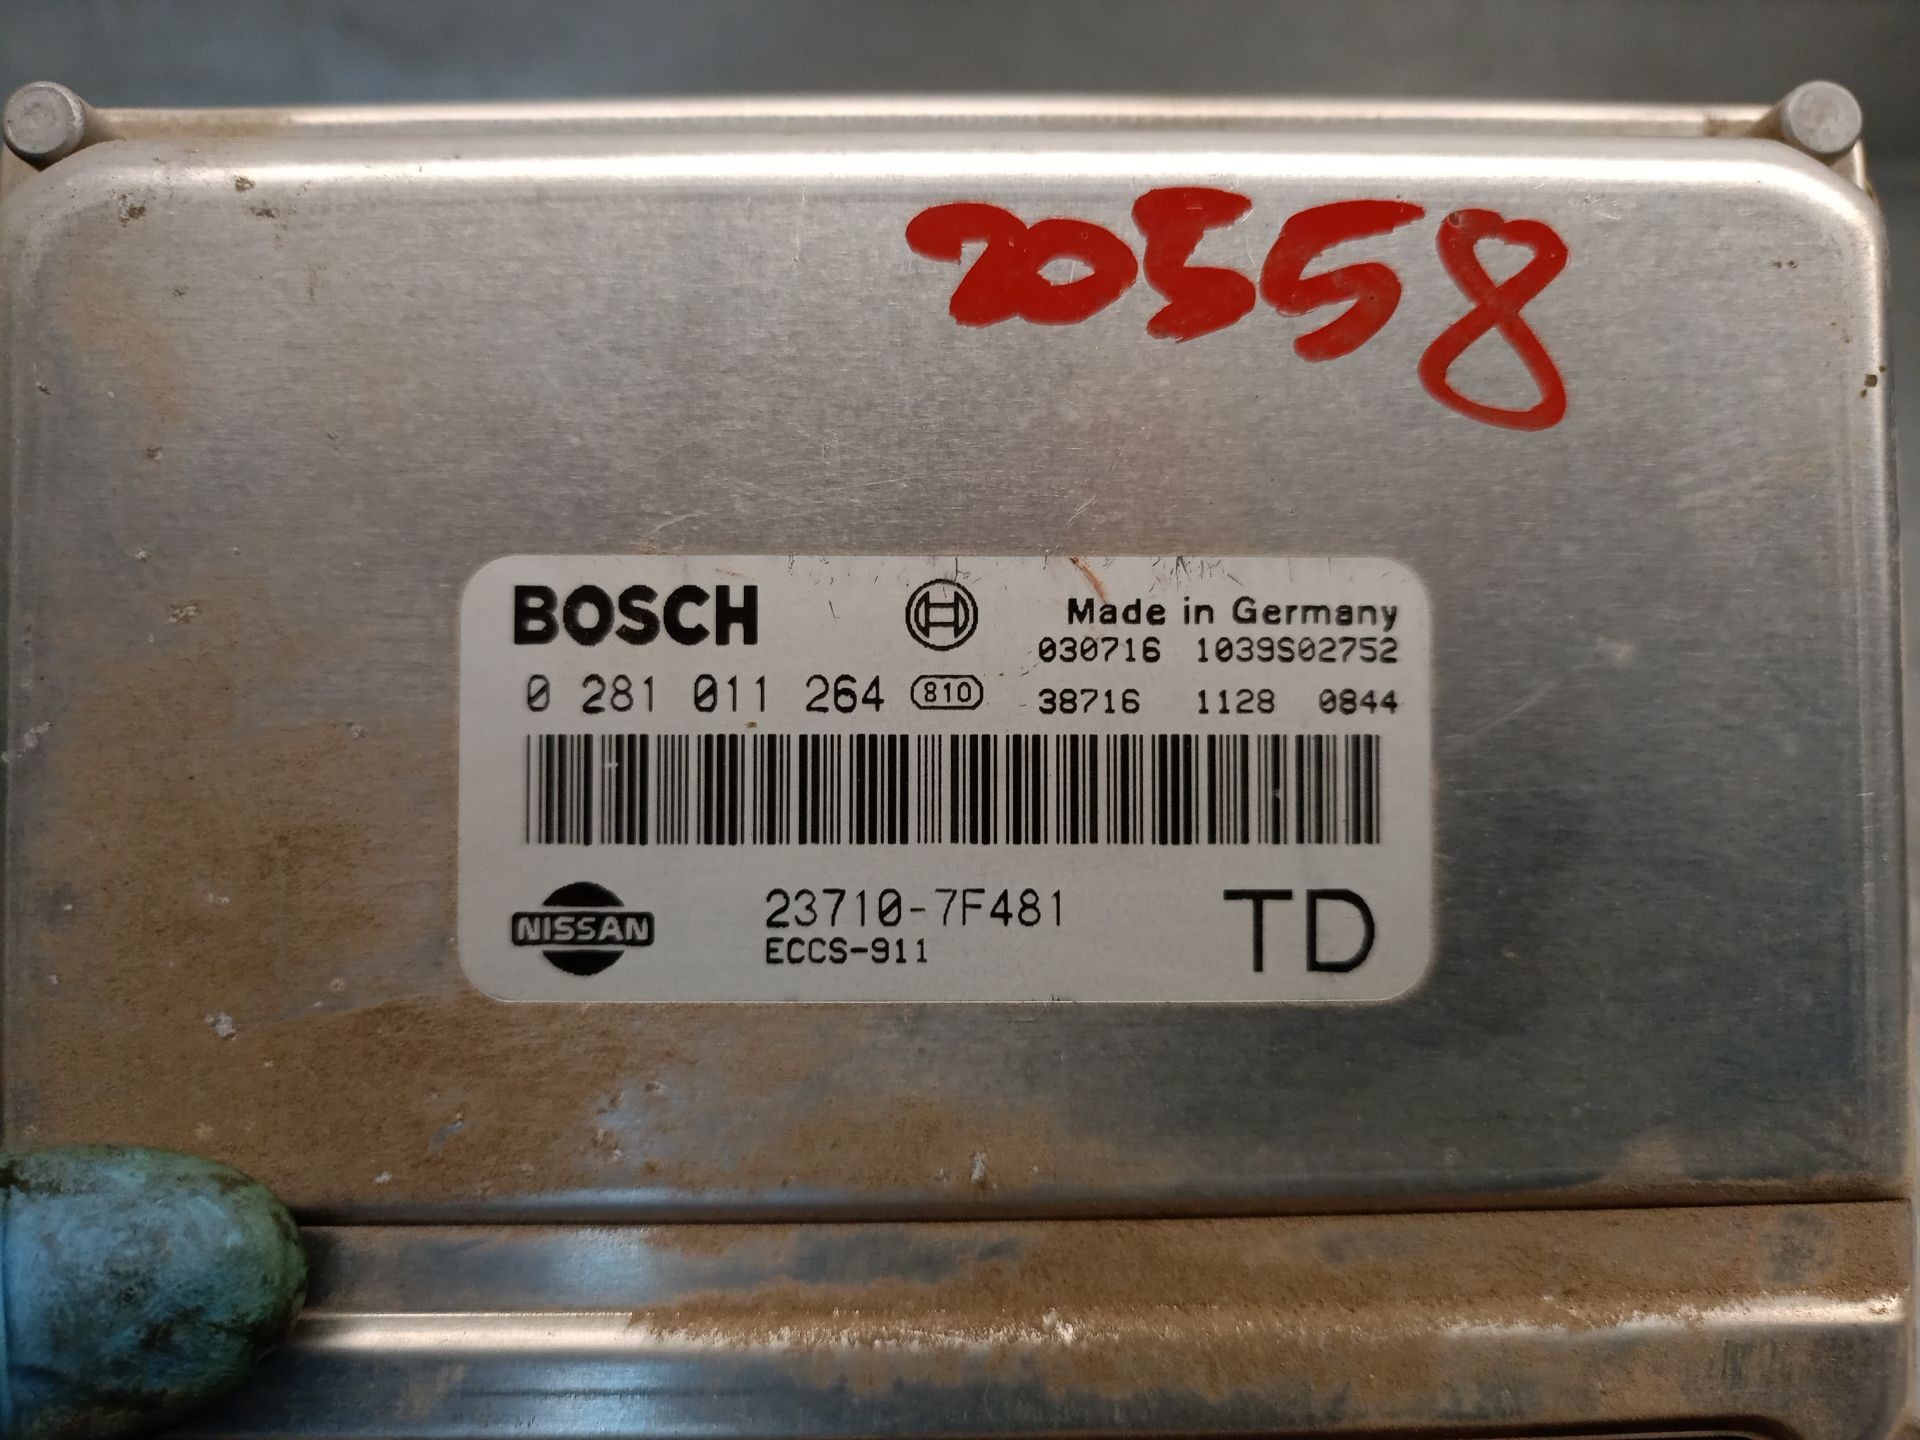 20558
BOSCH
Made in Germany
030716 1039S02752
0 281 011 264 810 38716 1128 0844
NISSAN
23710-7F481
ECCS-911
TD